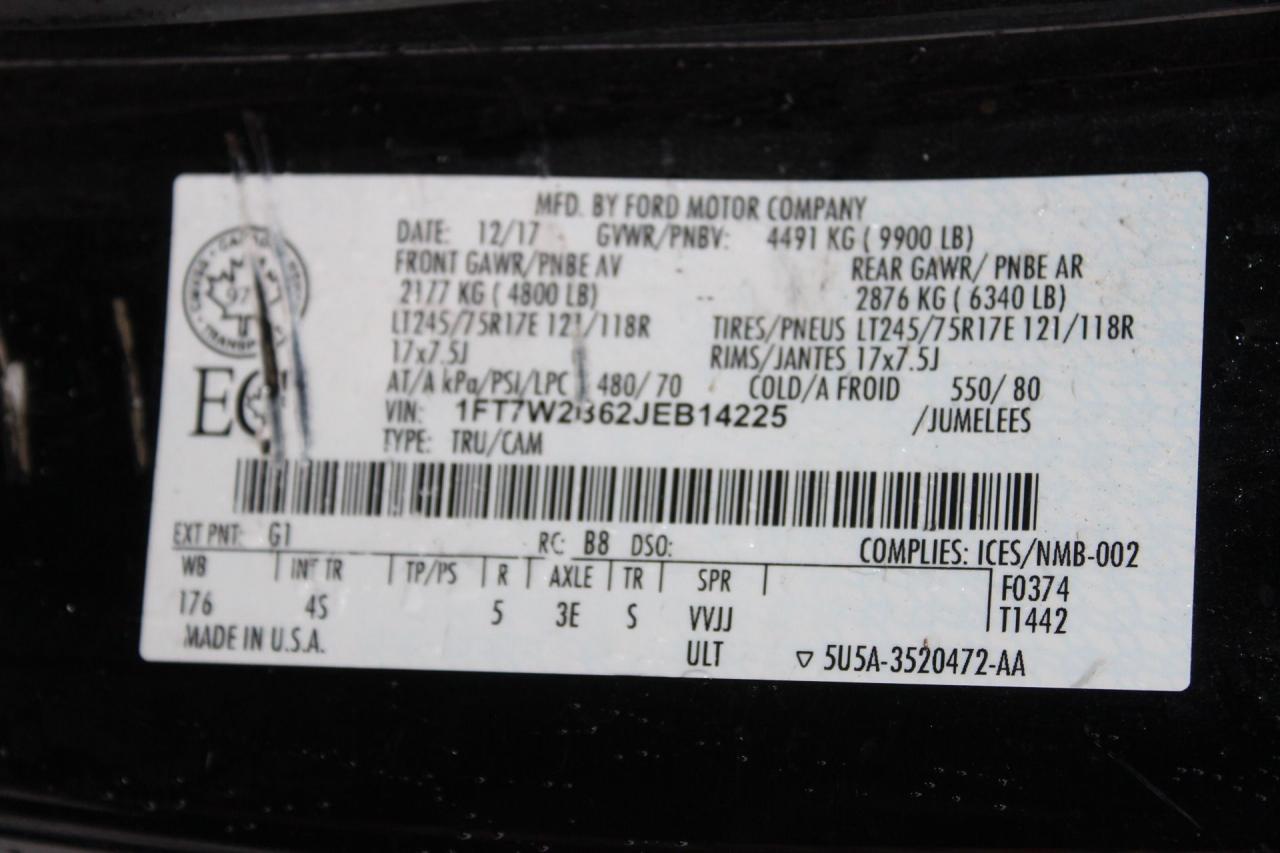 MFD. BY FORD MOTOR COMPANY
DATE: 12/17 GVWR/PNBV: 4491 KG ( 9900 LB)
FRONT GAWR/PNBE AV REAR GAWR/ PNBE AR
2177 KG ( 4800 LB) 2876 KG ( 6340 LB)
LT245/75R17E 121/118R TIRES/PNEUS LT245/75R17E 121/118R
17x7.5J RIMS/JANTES 17x7.5J
AT/A kPa/PSI/LPC 480/ 70 COLD/A FROID 550/ 80
VIN: 1FT7W2B62JEB14225 /JUMELEES
TYPE: TRU/CAM
97
EXT PNT: G1 RC: B8 DSO: COMPLIES: ICES/NMB-002
WB INT TR TP/PS R AXLE TR SPR F0374
176 4S 5 3E S VVJJ T1442
MADE IN U.S.A. ULT 5U5A-3520472-AA